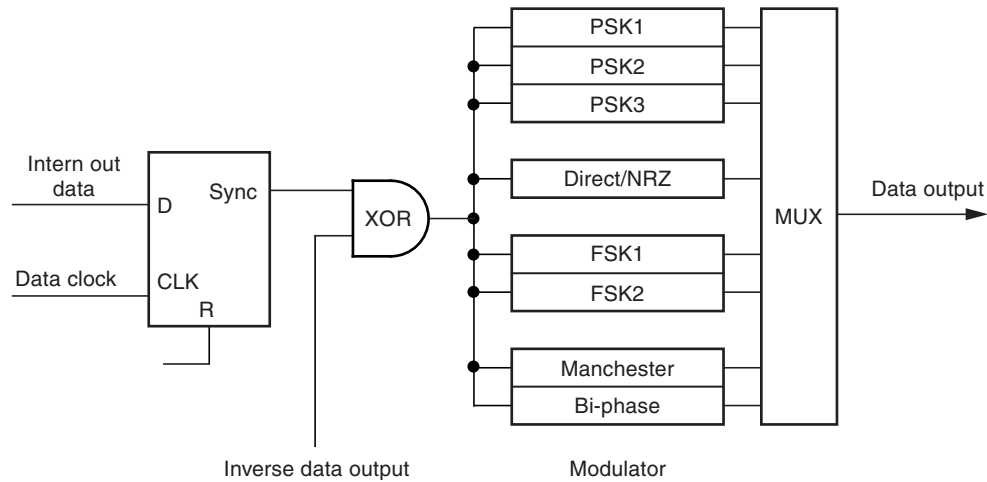 PSK1
PSK2
PSK3
Intern out
data
Sync
D
XOR
Direct/NRZ
MUX
Data output
Data clock
CLK
R
FSK1
FSK2
Manchester
Bi-phase
Inverse data output
Modulator